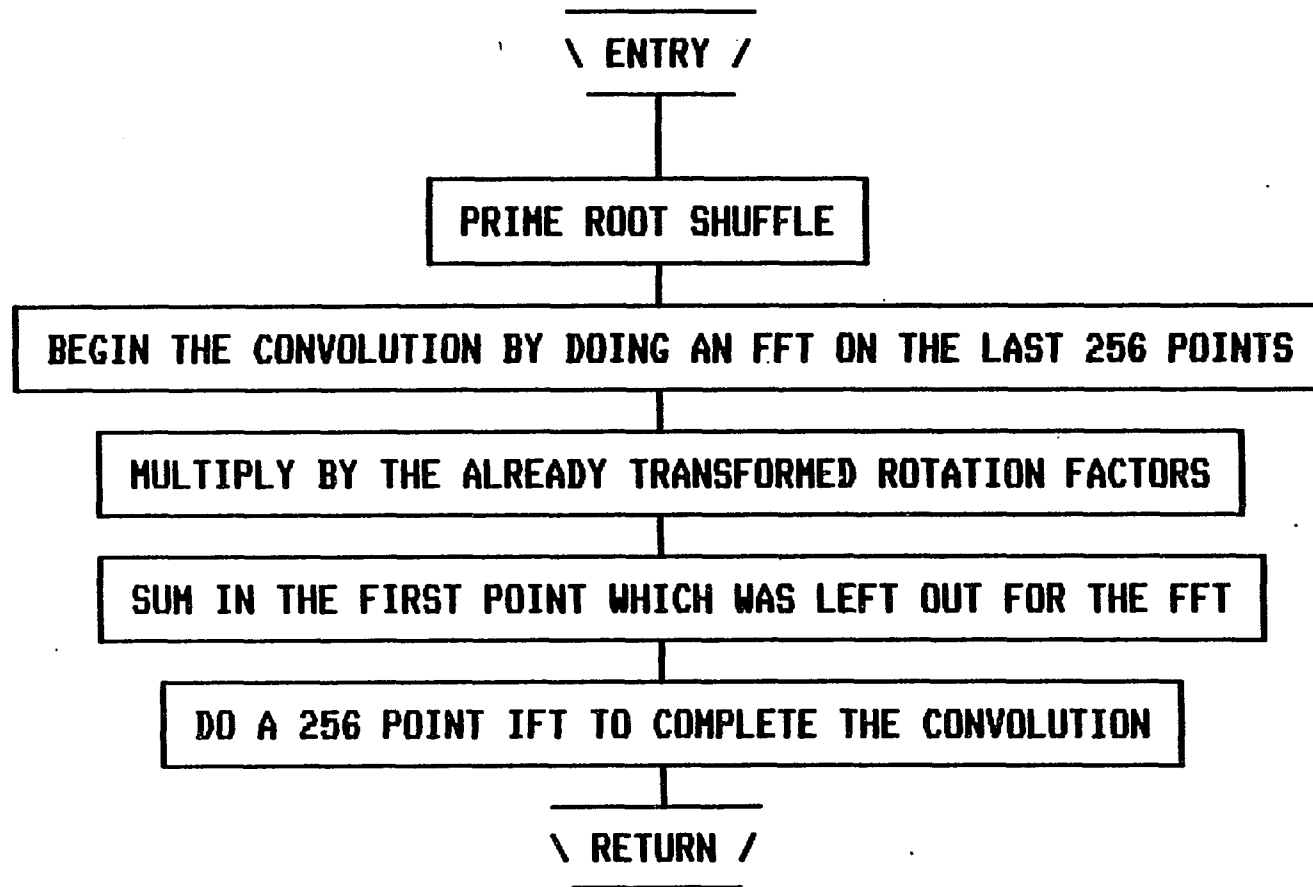 \ ENTRY /
PRIME ROOT SHUFFLE
BEGIN THE CONVOLUTION BY DOING AN FFT ON THE LAST 256 POINTS
MULTIPLY BY THE ALREADY TRANSFORMED ROTATION FACTORS
SUM IN THE FIRST POINT WHICH WAS LEFT OUT FOR THE FFT
DO A 256 POINT IFT TO COMPLETE THE CONVOLUTION
\ RETURN /